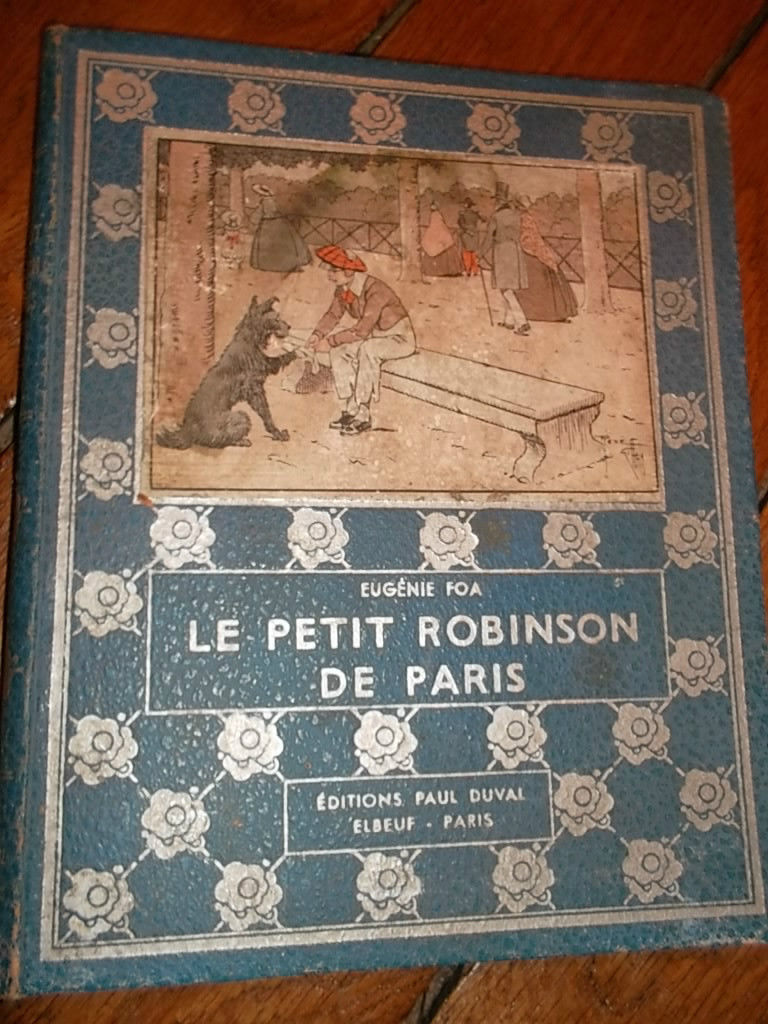 EUGÉNIE FOA
LE PETIT ROBINSON
DE PARIS
ÉDITIONS PAUL DUVAL
ELBEUF - PARIS